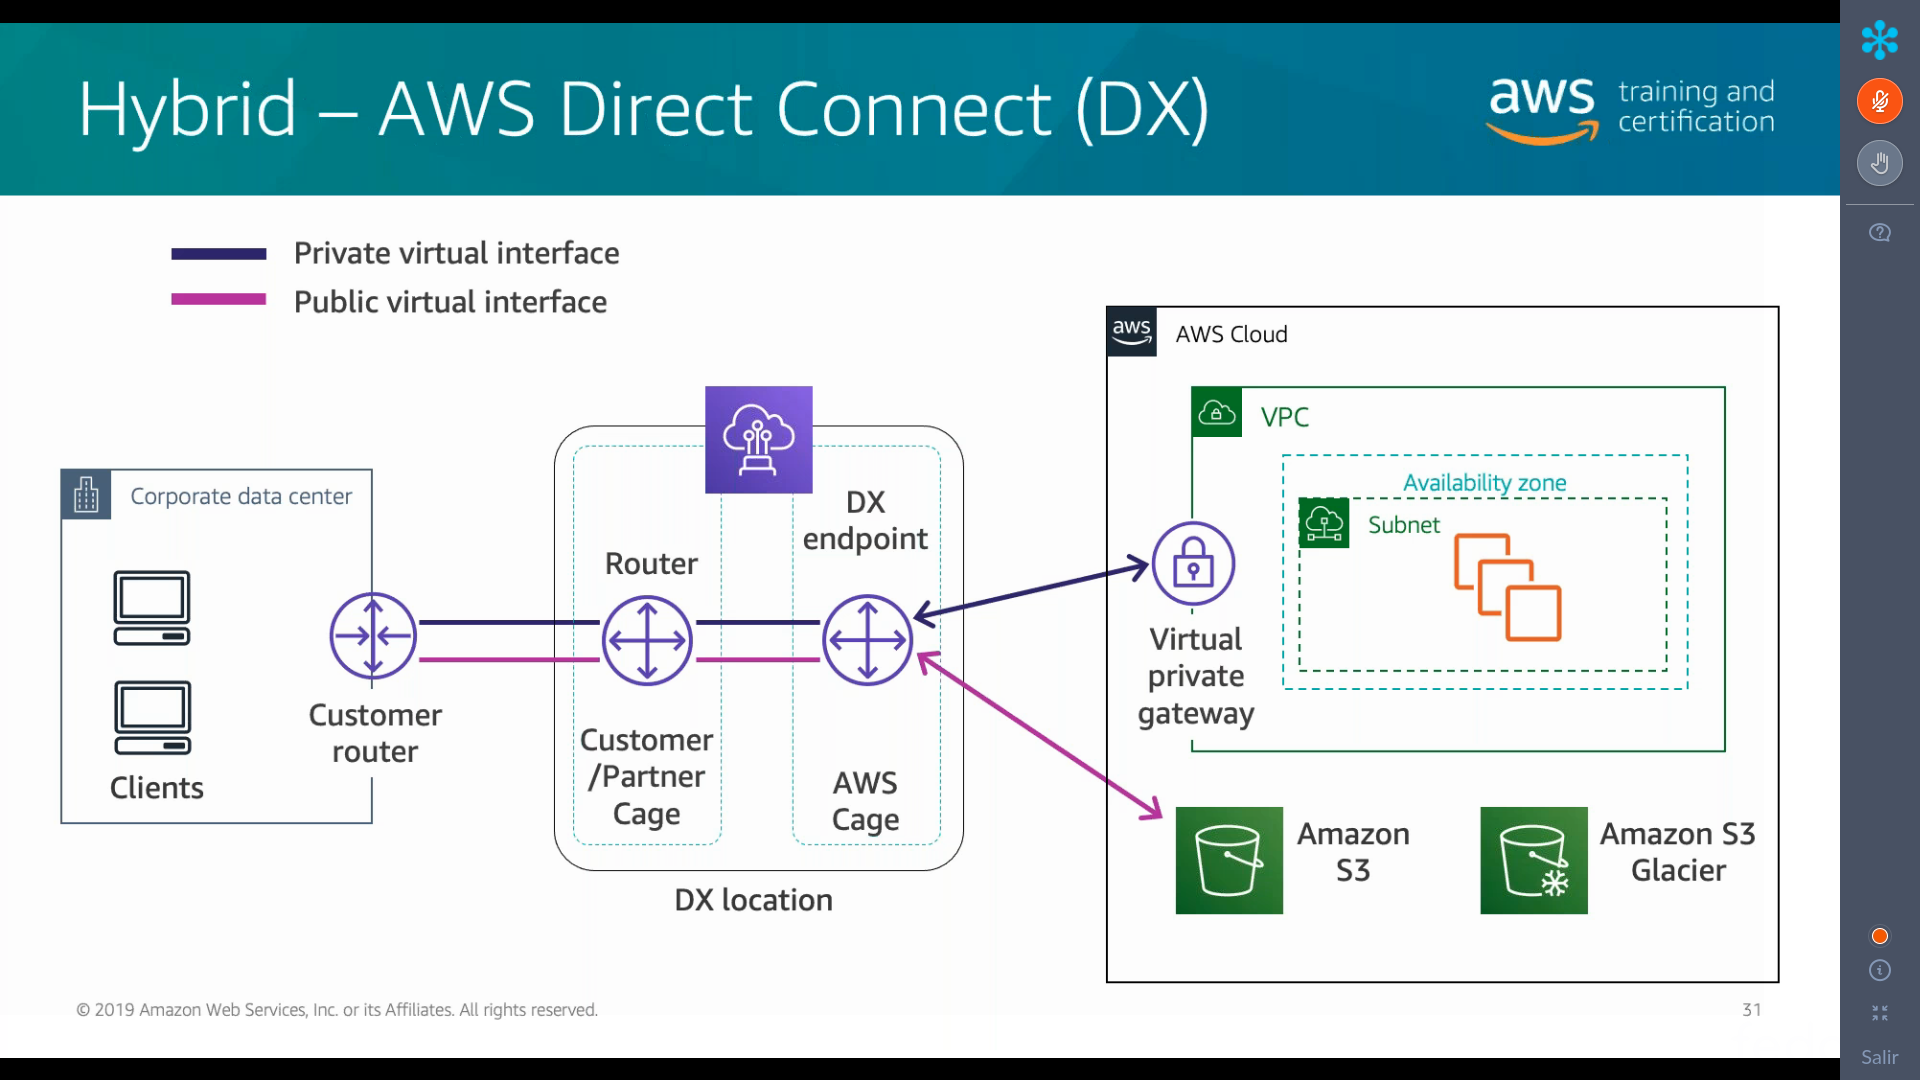 Hybrid – AWS Direct Connect (DX)
aws
training and
certification
Private virtual interface
Public virtual interface
aws
AWS Cloud
VPC
Availability zone
Subnet
Corporate data center
DX
endpoint
Router
Virtual
private
gateway
Customer
router
Clients
Customer
/Partner
Cage
AWS
Cage
DX location
Amazon
S3
Amazon S3
Glacier
© 2019 Amazon Web Services, Inc. or its Affiliates. All rights reserved.
31
Salir